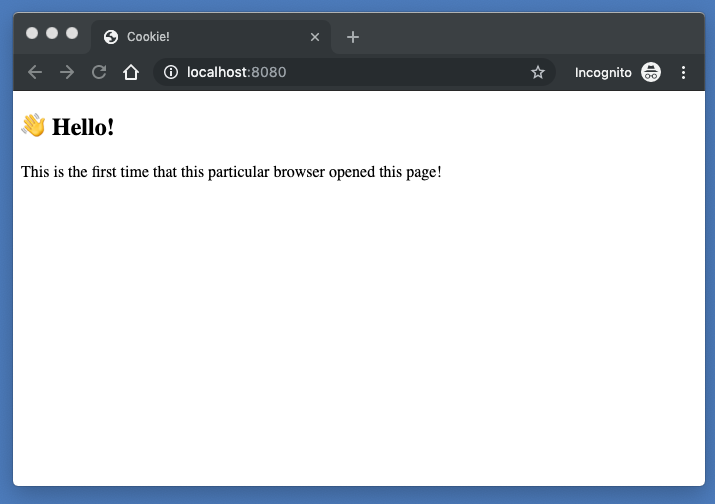 Cookie!
localhost:8080
Incognito
👋 Hello!
This is the first time that this particular browser opened this page!